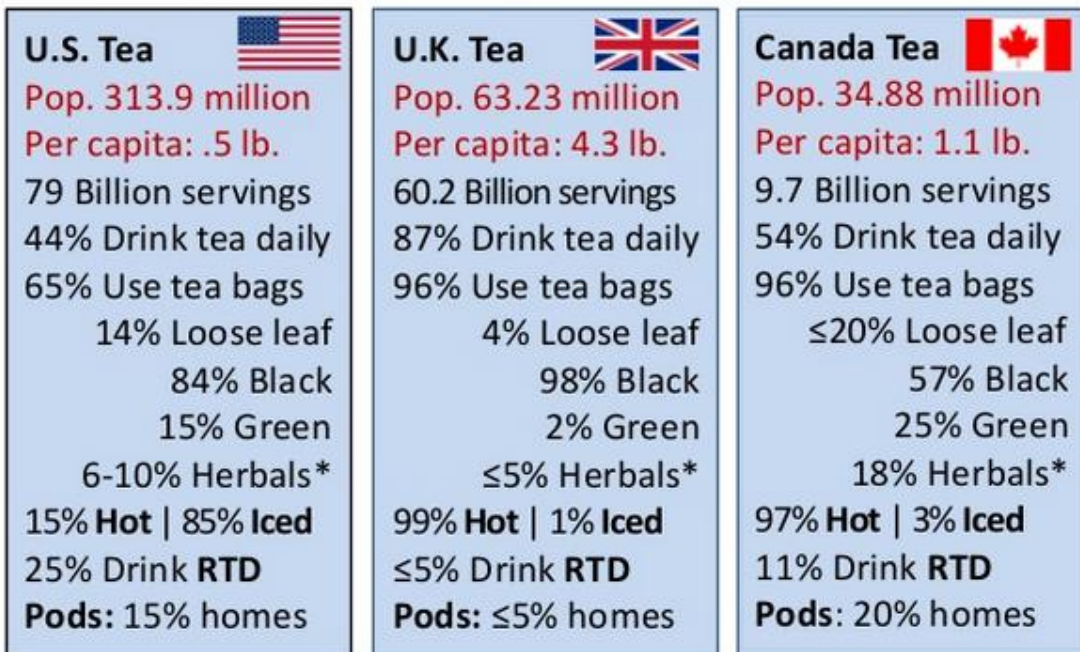 U.S. Tea
Pop. 313.9 million
Per capita: .5 lb.
79 Billion servings
44% Drink tea daily
65% Use tea bags
14% Loose leaf
84% Black
15% Green
6-10% Herbals*
15% Hot | 85% Iced
25% Drink RTD
Pods: 15% homes
U.K. Tea
Pop. 63.23 million
Per capita: 4.3 lb.
60.2 Billion servings
87% Drink tea daily
96% Use tea bags
4% Loose leaf
98% Black
2% Green
≤5% Herbals*
99% Hot | 1% Iced
≤5% Drink RTD
Pods: ≤5% homes
Canada Tea
Pop. 34.88 million
Per capita: 1.1 lb.
9.7 Billion servings
54% Drink tea daily
96% Use tea bags
≤20% Loose leaf
57% Black
25% Green
18% Herbals*
97% Hot | 3% Iced
11% Drink RTD
Pods: 20% homes